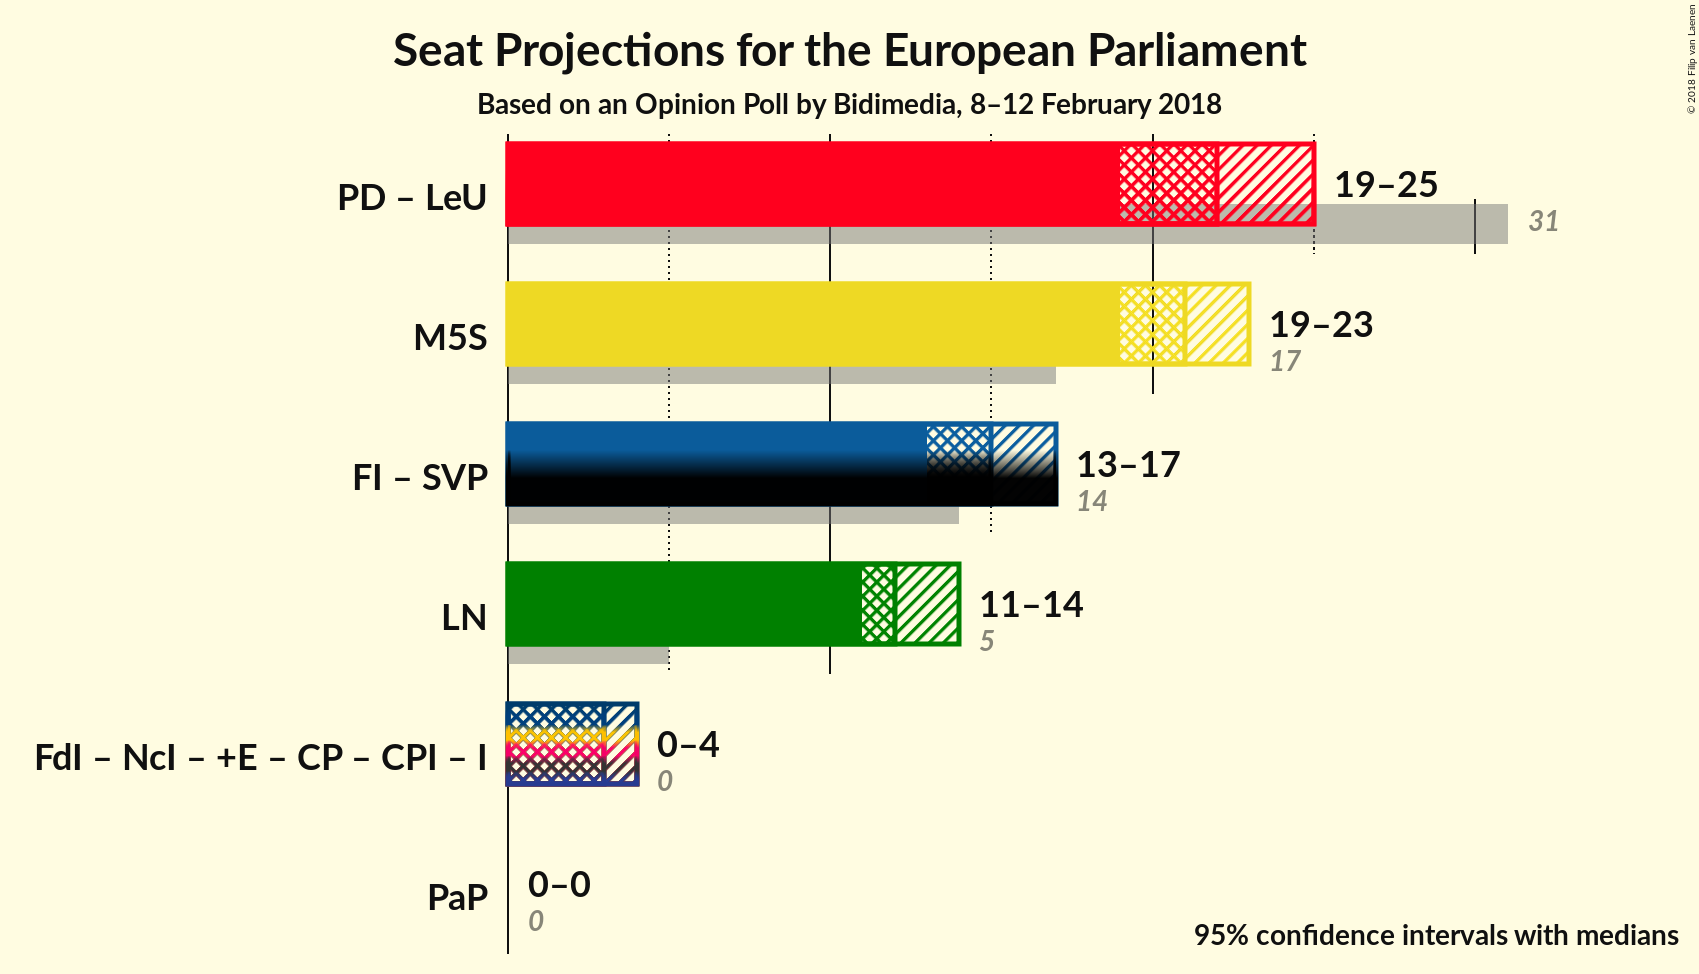 Seat Projections for the European Parliament
Based on an Opinion Poll by Bidimedia, 8–12 February 2018
© 2018 Filip van Laenen
PD – LeU
19–25
31
M5S
19–23
17
FI – SVP
13–17
14
LN
11–14
5
FdI – NcI – +E – CP – CPI – I
0–4
0
PaP
0–0
0
95% confidence intervals with medians